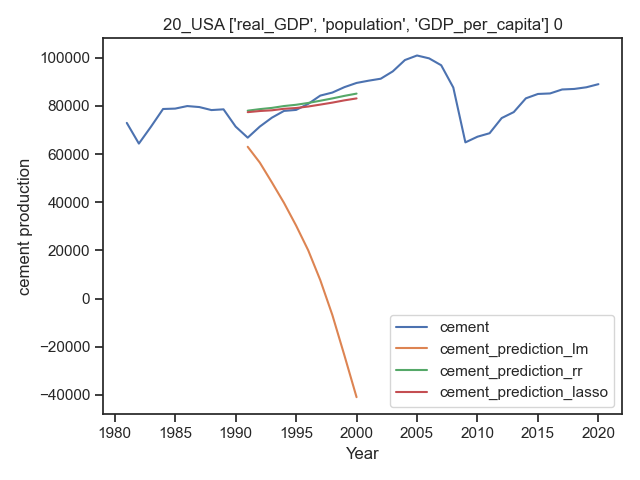 20_USA ['real_GDP', 'population', 'GDP_per_capita'] 0
100000
80000
60000
40000
20000
0
−20000
−40000
cement production
1980 1985 1990 1995 2000 2005 2010 2015 2020
Year
cement
cement_prediction_lm
cement_prediction_rr
cement_prediction_lasso